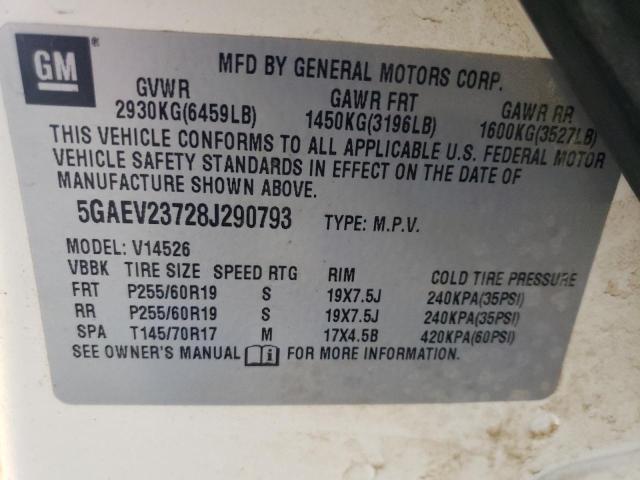 GM®
MFD BY GENERAL MOTORS CORP.
GVWR GAWR FRT GAWR RR
2930KG(6459LB) 1450KG(3196LB) 1600KG(3527LB)
THIS VEHICLE CONFORMS TO ALL APPLICABLE U.S. FEDERAL MOTOR
VEHICLE SAFETY STANDARDS IN EFFECT ON THE DATE OF
MANUFACTURE SHOWN ABOVE.
5GAEV23728J290793 TYPE: M.P.V.
MODEL: V14526
VBBK TIRE SIZE SPEED RTG RIM COLD TIRE PRESSURE
FRT P255/60R19 S 19X7.5J 240KPA(35PSI)
RR P255/60R19 S 19X7.5J 240KPA(35PSI)
SPA T145/70R17 M 17X4.5B 420KPA(60PSI)
SEE OWNER'S MANUAL i FOR MORE INFORMATION.